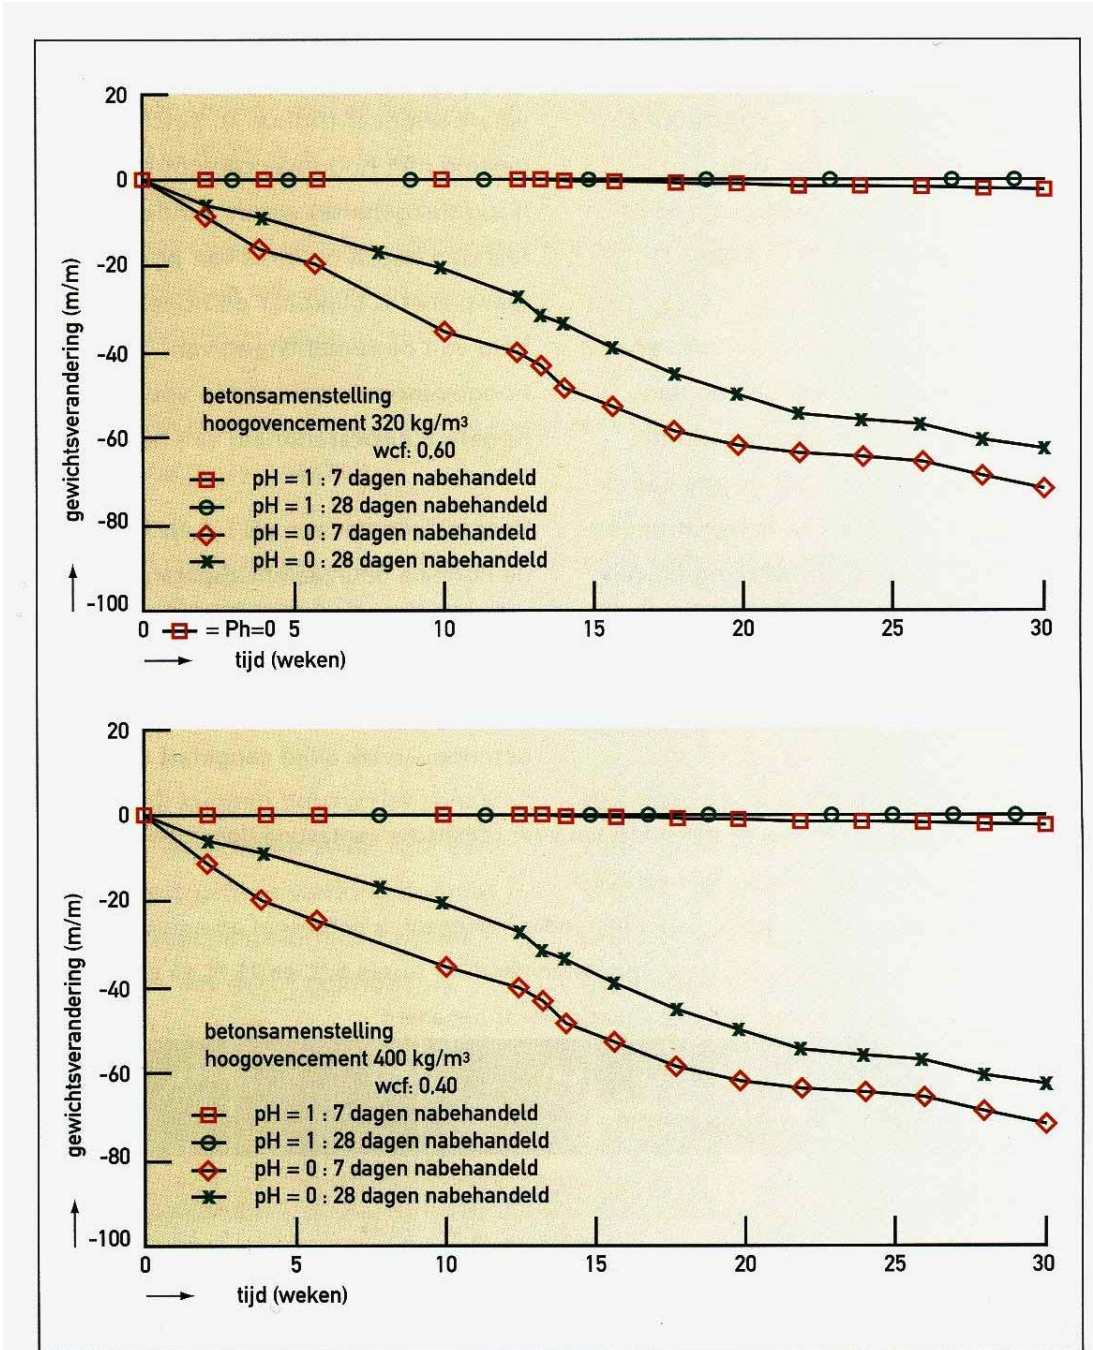 20
0
-20
-40
-60
-80
-100
gewichtsverandering (m/m)
betonsamenstelling
hoogovencement 320 kg/m³
wcf: 0,60
pH = 1 : 7 dagen nabehandeld
pH = 1 : 28 dagen nabehandeld
pH = 0 : 7 dagen nabehandeld
pH = 0 : 28 dagen nabehandeld
0 = Ph=0 5 10 15 20 25 30
tijd (weken)
20
0
-20
-40
-60
-80
-100
gewichtsverandering (m/m)
betonsamenstelling
hoogovencement 400 kg/m³
wcf: 0,40
pH = 1 : 7 dagen nabehandeld
pH = 1 : 28 dagen nabehandeld
pH = 0 : 7 dagen nabehandeld
pH = 0 : 28 dagen nabehandeld
0 5 10 15 20 25 30
tijd (weken)